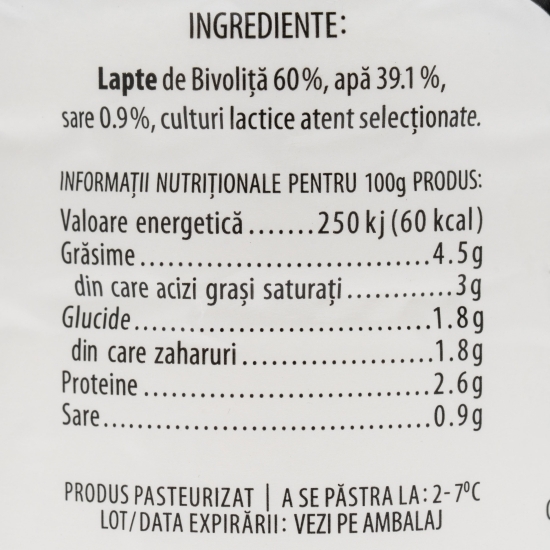 INGREDIENTE:
Lapte de Bivoliță 60%, apă 39.1%,
sare 0.9%, culturi lactice atent selecționate.
INFORMAȚII NUTRIȚIONALE PENTRU 100g PRODUS:
Valoare energetică.......250 kj (60 kcal)
Grăsime..............................4.5g
din care acizi grași saturați...........3g
Glucide..............................1.8g
din care zaharuri....................1.8g
Proteine.............................2.6g
Sare.................................0.9g
PRODUS PASTEURIZAT | A SE PĂSTRA LA: 2-7ºC
LOT/DATA EXPIRĂRII: VEZI PE AMBALAJ